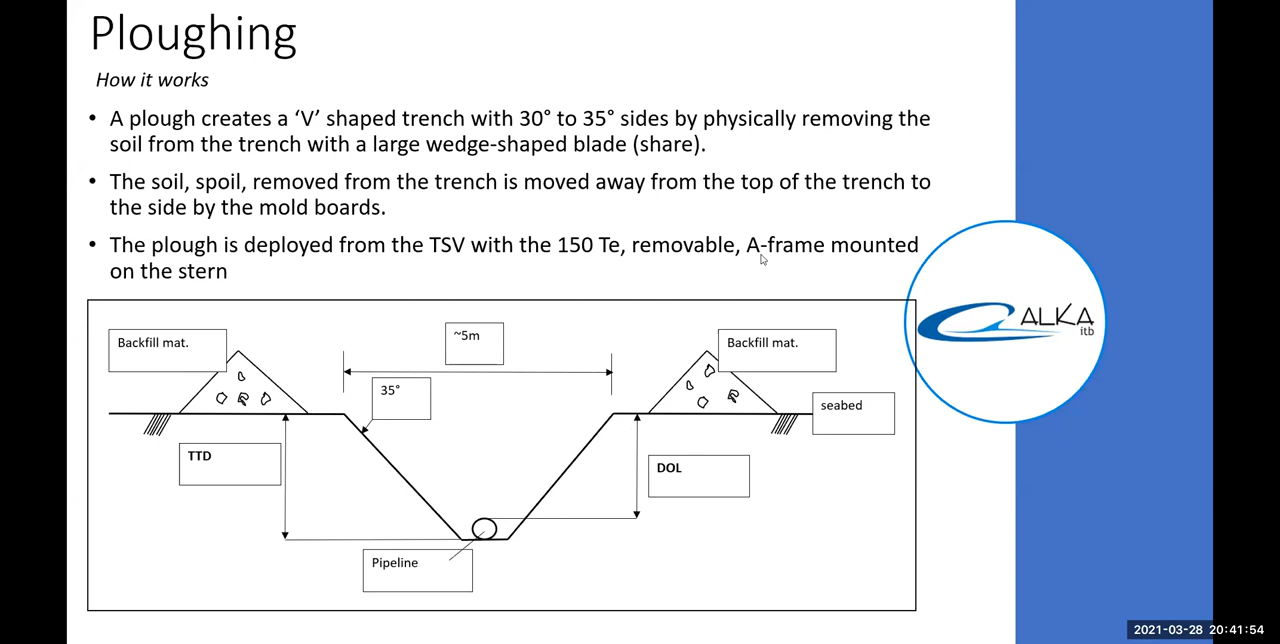 Ploughing
How it works
• A plough creates a ‘V’ shaped trench with 30° to 35° sides by physically removing the
soil from the trench with a large wedge-shaped blade (share).
• The soil, spoil, removed from the trench is moved away from the top of the trench to
the side by the mold boards.
• The plough is deployed from the TSV with the 150 Te, removable, A-frame mounted
on the stern
Backfill mat.
~5m
Backfill mat.
35°
seabed
TTD
DOL
Pipeline
ALKA
itb
2021-03-28 20:41:54